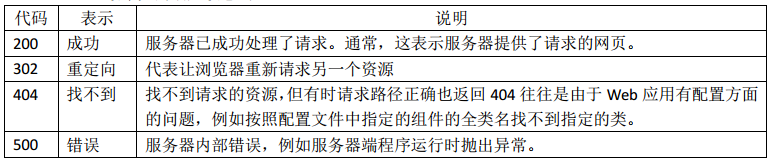 代码 表示 说明
200 成功 服务器已成功处理了请求。通常，这表示服务器提供了请求的网页。
302 重定向 代表让浏览器重新请求另一个资源
404 找不到 找不到请求的资源，但有时请求路径正确也返回 404 往往是由于 Web 应用有配置方面
的问题，例如按照配置文件中指定的组件的全类名找不到指定的类。
500 错误 服务器内部错误，例如服务器端程序运行时抛出异常。